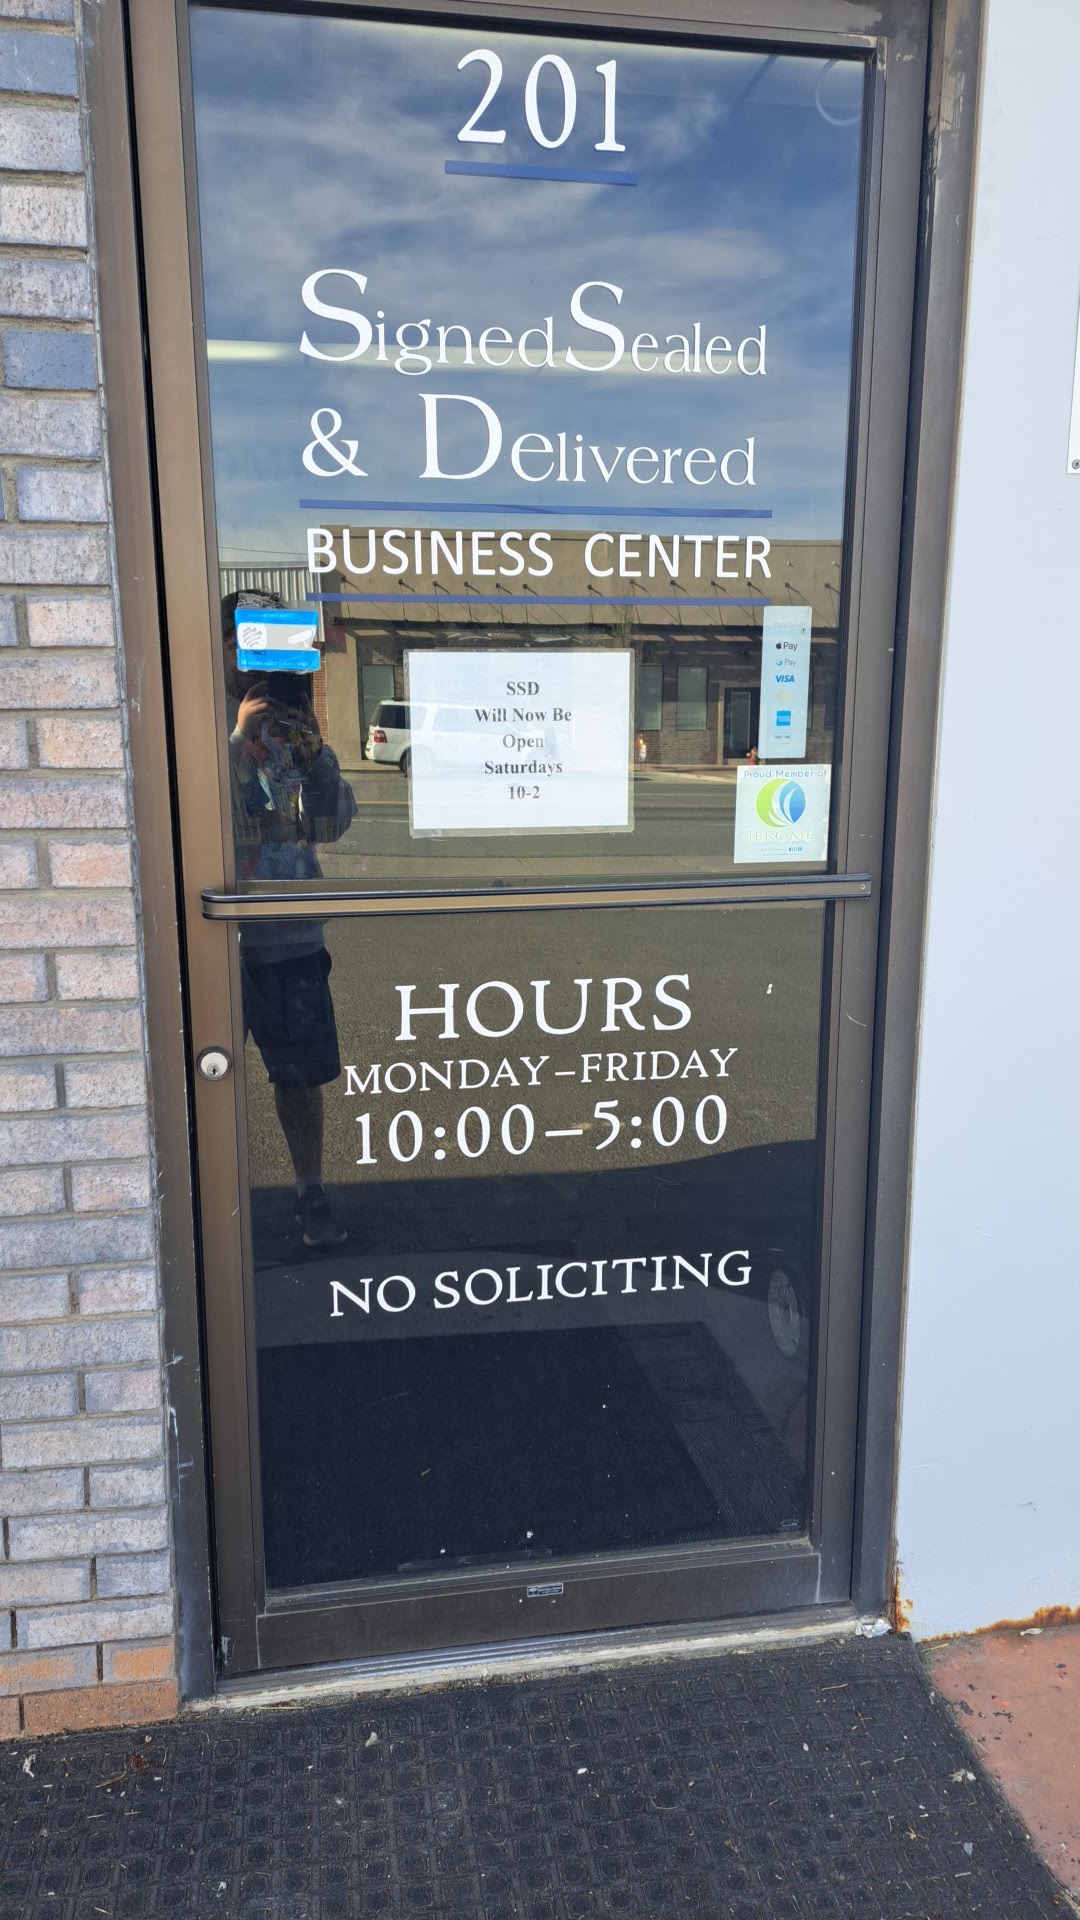 201
Signed Sealed
& Delivered
BUSINESS CENTER
Pay
Pay
VISA
SSD
Will Now Be
Open
Saturdays
10-2
Proud Member of
JEROME
HOURS
MONDAY–FRIDAY
10:00–5:00
NO SOLICITING